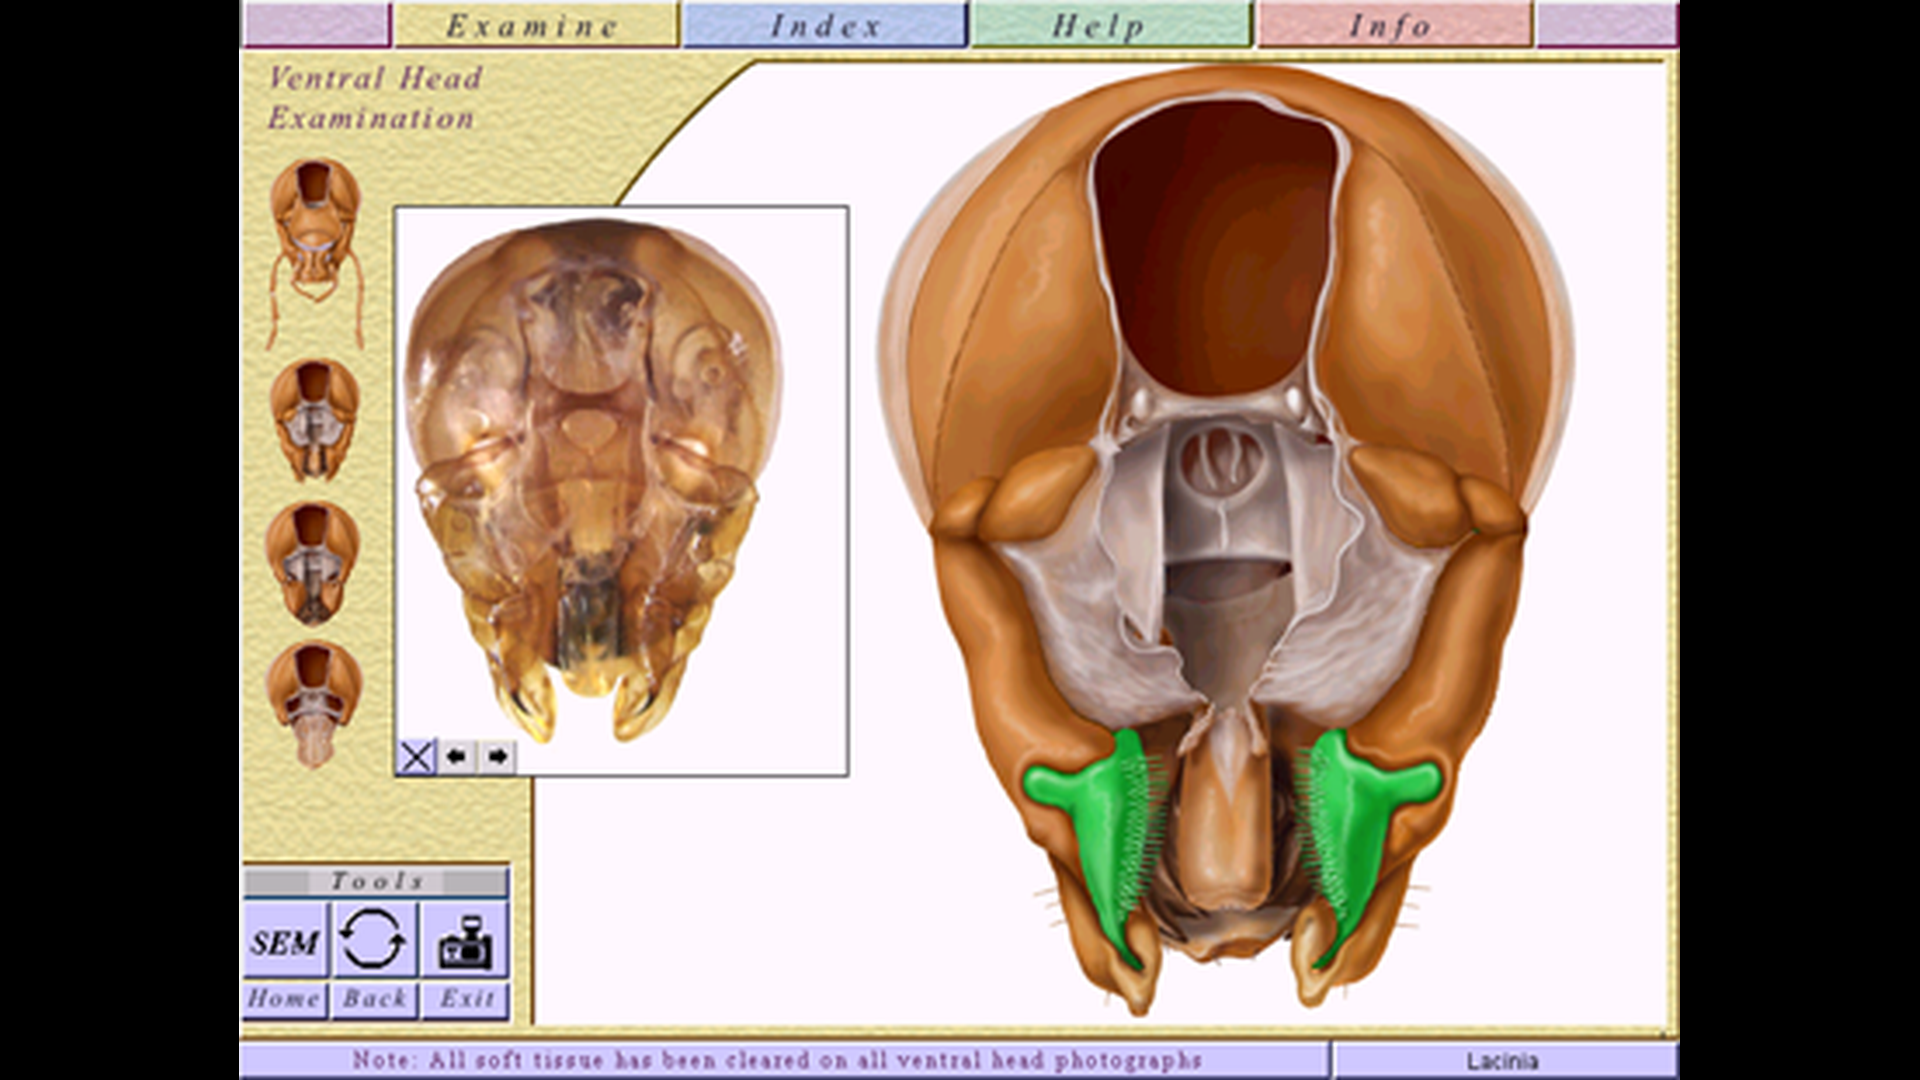 Examine
Index
Help
Info
Ventral Head
Examination
Tools
SEM
Home
Back
Exit
Note: All soft tissue has been cleared on all ventral head photographs
Lacinia